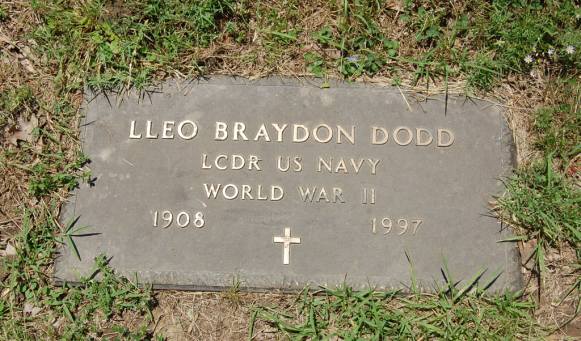 LLEO BRAYDON DODD
LCDR US NAVY
WORLD WAR II
1908 1997